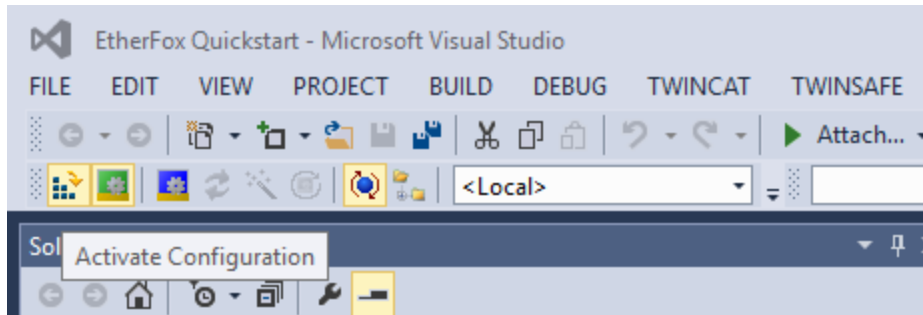 EtherFox Quickstart - Microsoft Visual Studio
FILE EDIT VIEW PROJECT BUILD DEBUG TWINCAT TWINSAFE
Attach...
<Local>
Sol
Activate Configuration